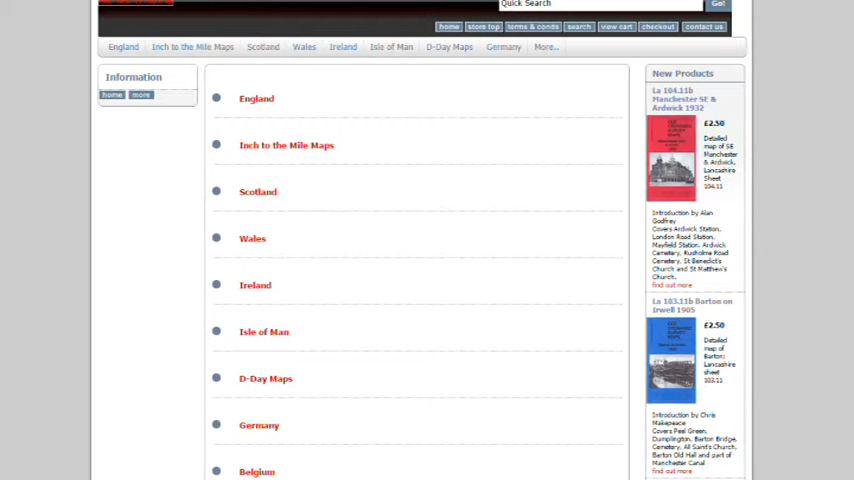 Quick Search
Go!
home store top terms & conds search view cart checkout contact us
England Inch to the Mile Maps Scotland Wales Ireland Isle of Man D-Day Maps Germany More...
Information
home more
England
Inch to the Mile Maps
Scotland
Wales
Ireland
Isle of Man
D-Day Maps
Germany
Belgium
New Products
La 104.11b
Manchester SE &
Ardwick 1932
£2.50
Detailed
map of SE
Manchester
& Ardwick,
Lancashire
Sheet
104.11
Introduction by Alan
Godfrey
Covers Ardwick Station,
London Road Station,
Mayfield Station, Ardwick
Cemetery, Rusholme Road
Cemetery, St Benedict's
Church and St Matthew's
Church.
find out more
La 103.11b Barton on
Irwell 1905
£2.50
Detailed
map of
Barton;
Lancashire
sheet
103.11
Introduction by Chris
Makepeace
Covers Peel Green,
Dumplington, Barton Bridge,
Cemetery, All Saint's Church,
Barton Old Hall and part of
Manchester Canal
find out more